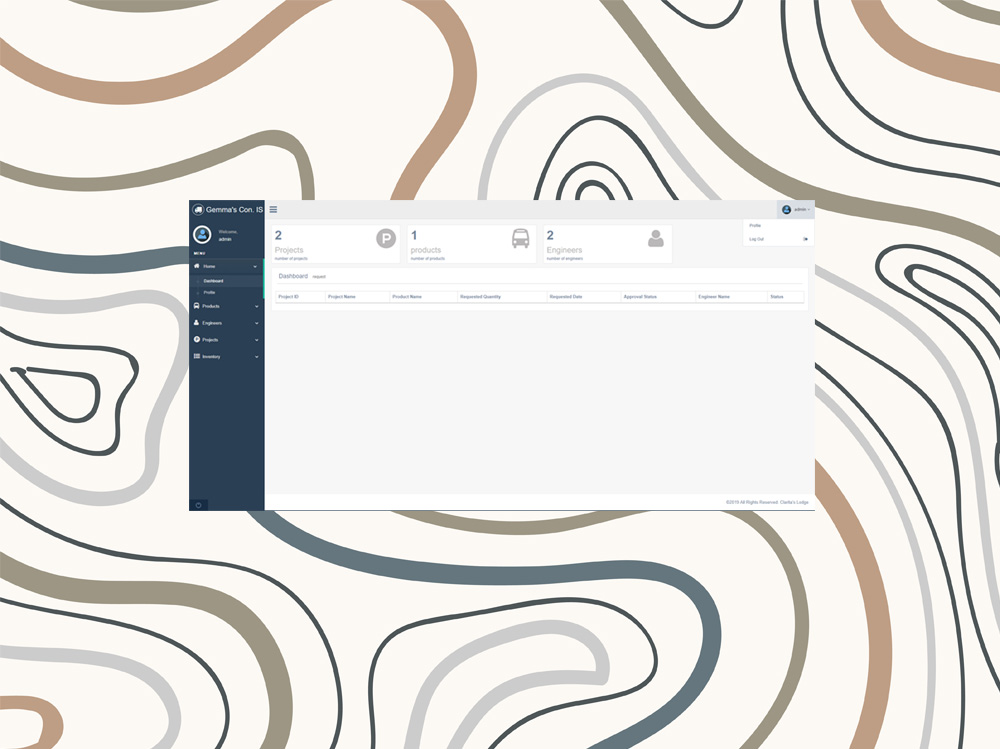 Gemma's Con. IS
admin
Welcome,
admin
MENU
Home
Dashboard
Profile
Products
Engineers
Projects
Inventory
2
Projects
number of projects
1
products
number of products
2
Engineers
number of engineers
Profile
Log Out
Dashboard request
Project ID Project Name Product Name Requested Quantity Requested Date Approval Status Engineer Name Status
©2019 All Rights Reserved. Clarita's Lodge